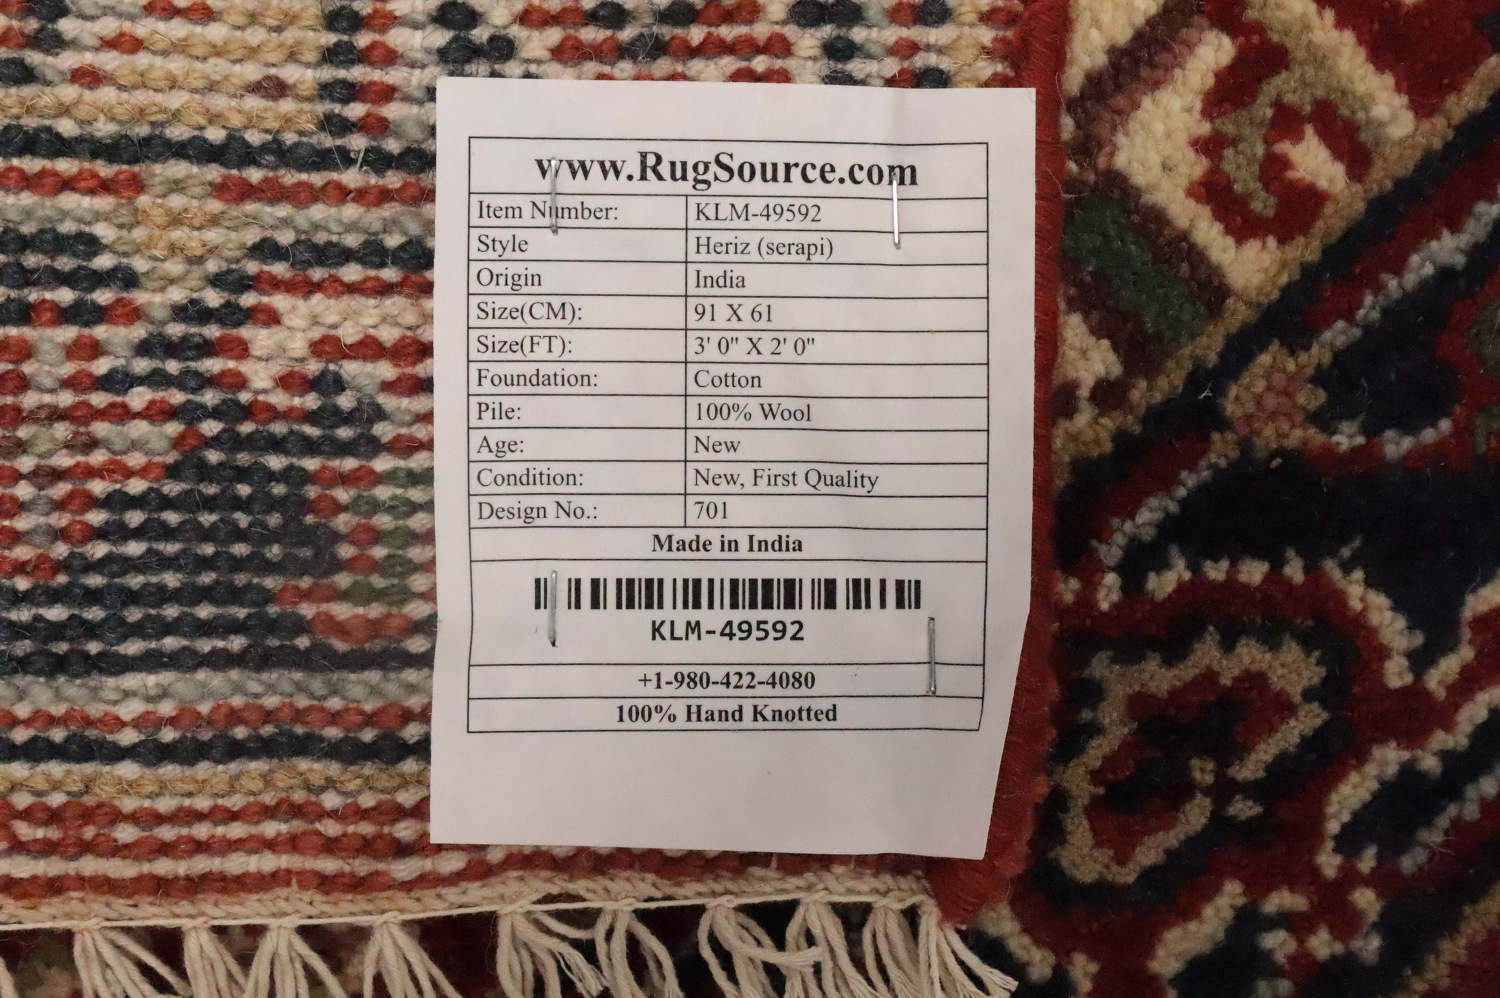 www.RugSource.com
Item Number: KLM-49592
Style Heriz (serapi)
Origin India
Size(CM): 91 X 61
Size(FT): 3' 0" X 2' 0"
Foundation: Cotton
Pile: 100% Wool
Age: New
Condition: New, First Quality
Design No.: 701
Made in India
KLM-49592
+1-980-422-4080
100% Hand Knotted